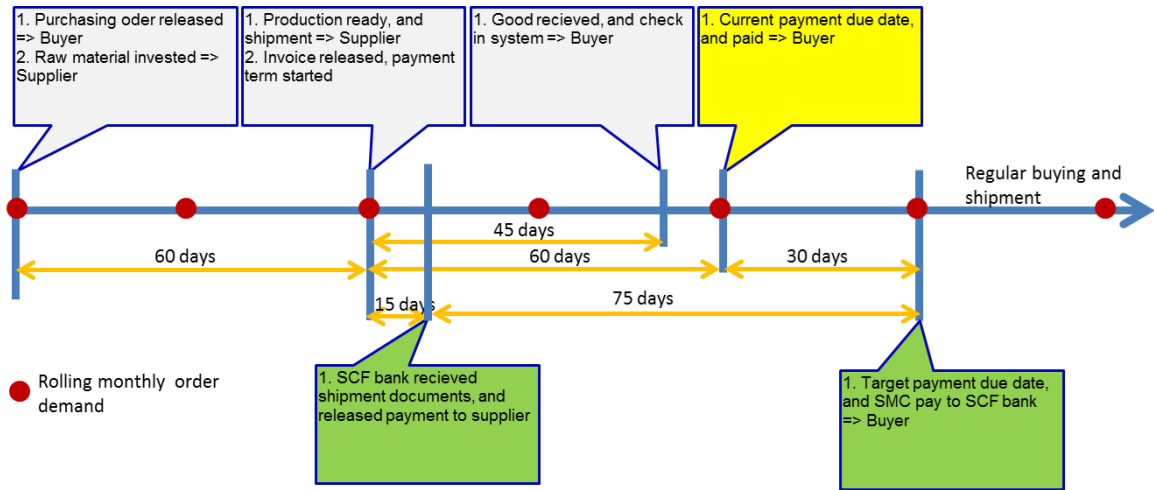 1. Purchasing oder released
=> Buyer
2. Raw material invested =>
Supplier
1. Production ready, and
shipment => Supplier
2. Invoice released, payment
term started
1. Good recieved, and check
in system => Buyer
1. Current payment due date,
and paid => Buyer
Regular buying and
shipment
45 days
60 days
60 days
30 days
15 days
75 days
Rolling monthly order
demand
1. SCF bank recieved
shipment documents, and
released payment to supplier
1. Target payment due date,
and SMC pay to SCF bank
=> Buyer